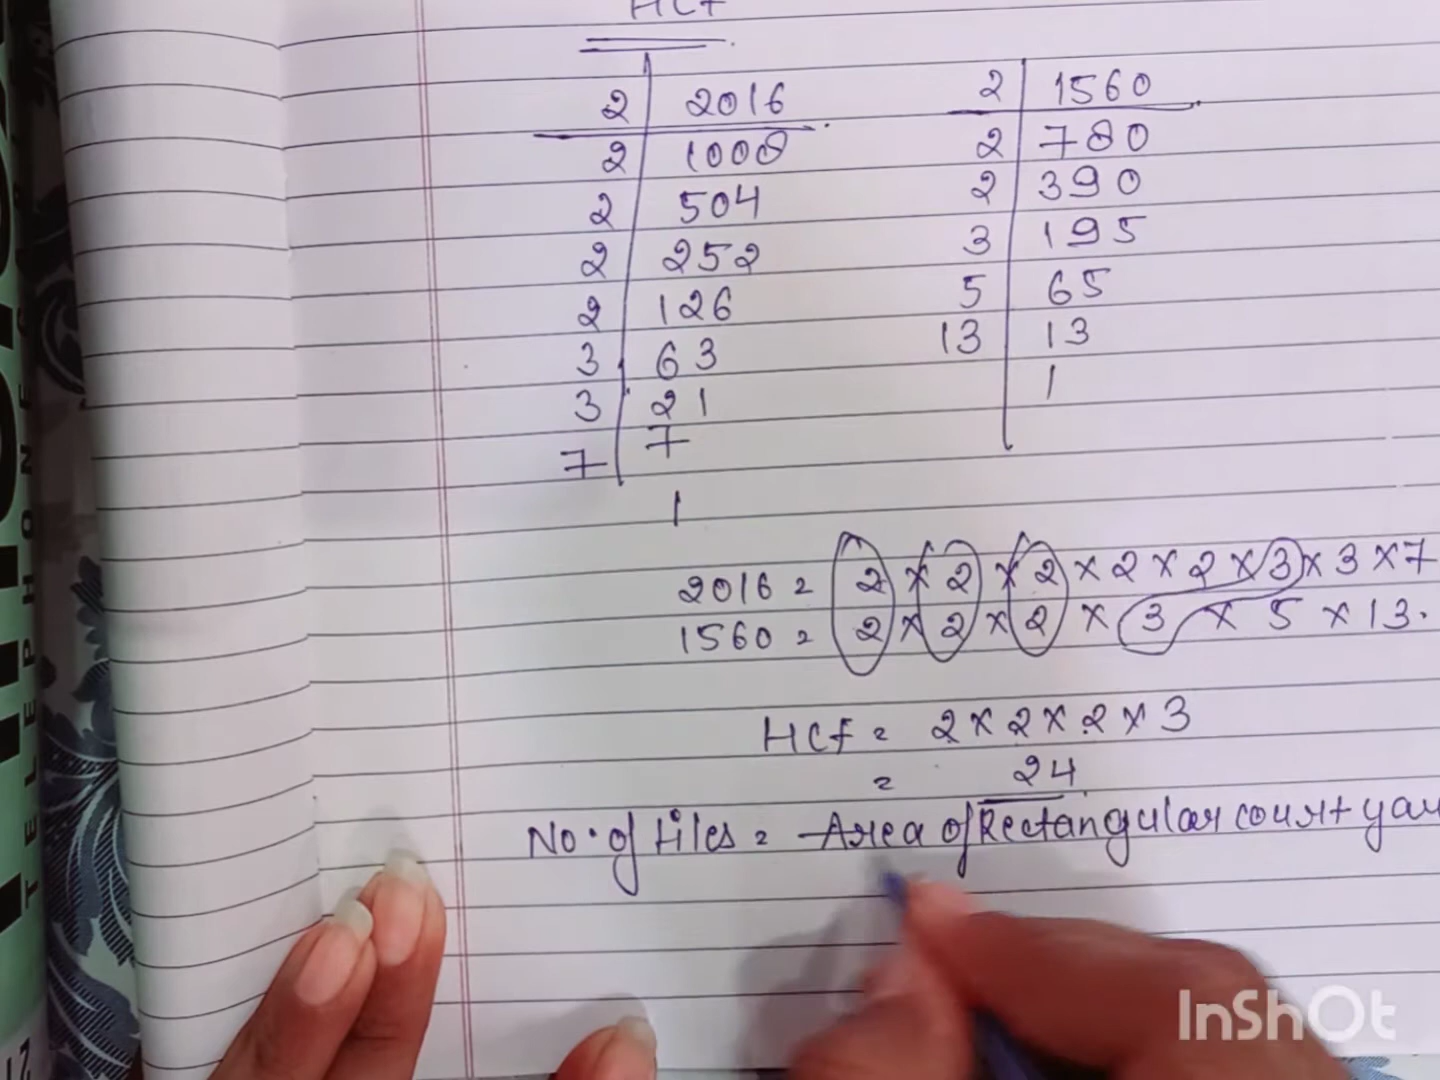 HCf
2 | 2016
2 | 1008
2 | 504
2 | 252
2 | 126
3 | 63
3 | 21
7 | 7
1
2 | 1560
2 | 780
2 | 390
3 | 195
5 | 65
13 | 13
1
2016 = 2 × 2 × 2 × 2 × 2 × 3 × 3 × 7
1560 = 2 × 2 × 2 × 3 × 5 × 13.
HCf = 2 × 2 × 2 × 3
= 24
No. of tiles = Area of Rectangular court
InShOt